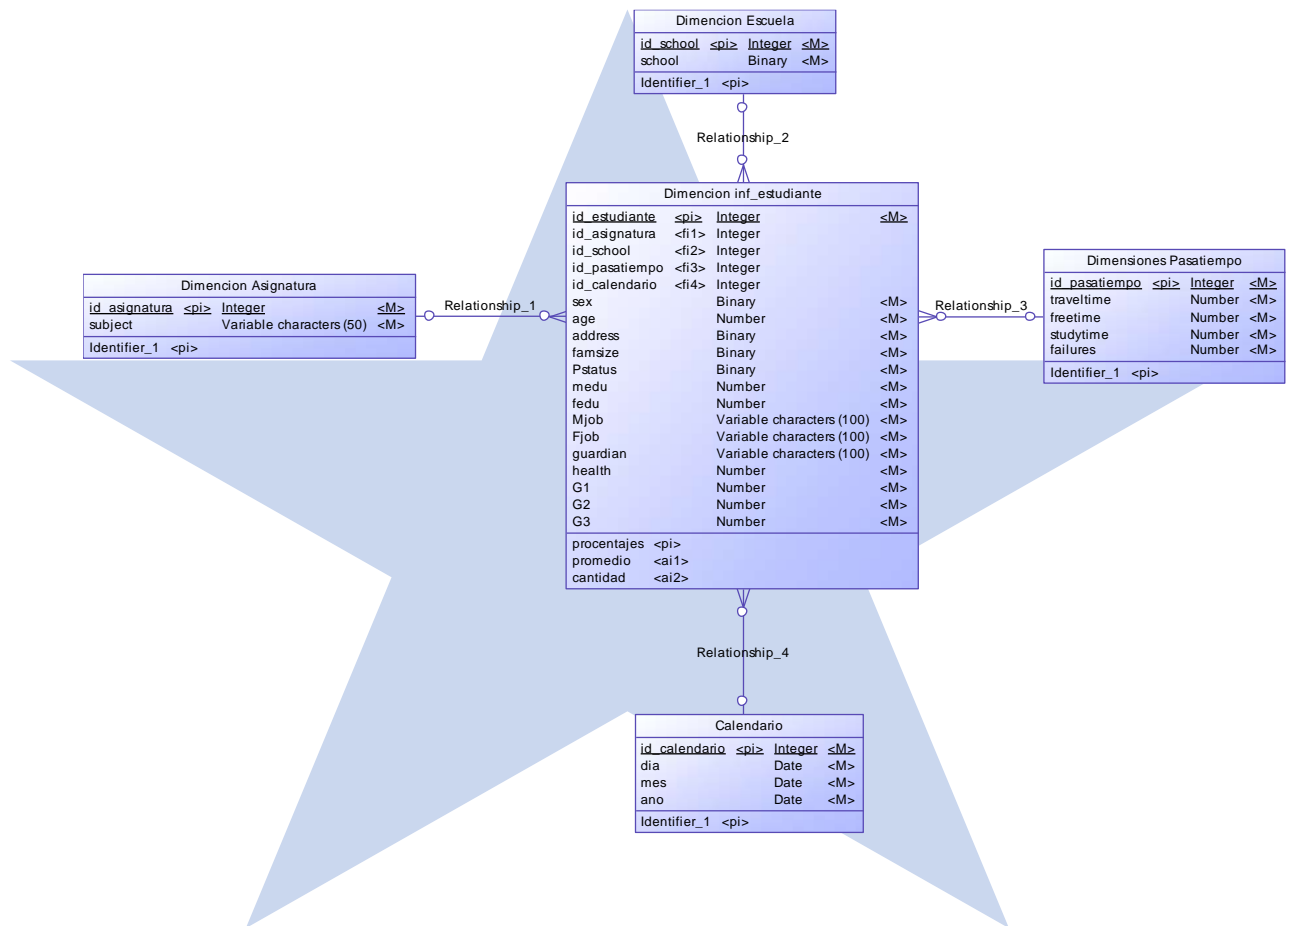 Dimencion Escuela
id_school <pi> Integer <M>
school Binary <M>
Identifier_1 <pi>
Relationship_2
Dimencion inf_estudiante
id_estudiante <pi> Integer <M>
id_asignatura <fi1> Integer
id_school <fi2> Integer
id_pasatiempo <fi3> Integer
id_calendario <fi4> Integer
sex Binary <M>
age Number <M>
address Binary <M>
famsize Binary <M>
Pstatus Binary <M>
medu Number <M>
fedu Number <M>
Mjob Variable characters (100) <M>
Fjob Variable characters (100) <M>
guardian Variable characters (100) <M>
health Number <M>
G1 Number <M>
G2 Number <M>
G3 Number <M>
procentajes <pi>
promedio <ai1>
cantidad <ai2>
Dimencion Asignatura
id_asignatura <pi> Integer <M>
subject Variable characters (50) <M>
Identifier_1 <pi>
Relationship_1
Relationship_3
Dimensiones Pasatiempo
id_pasatiempo <pi> Integer <M>
traveltime Number <M>
freetime Number <M>
studytime Number <M>
failures Number <M>
Identifier_1 <pi>
Relationship_4
Calendario
id_calendario <pi> Integer <M>
dia Date <M>
mes Date <M>
ano Date <M>
Identifier_1 <pi>